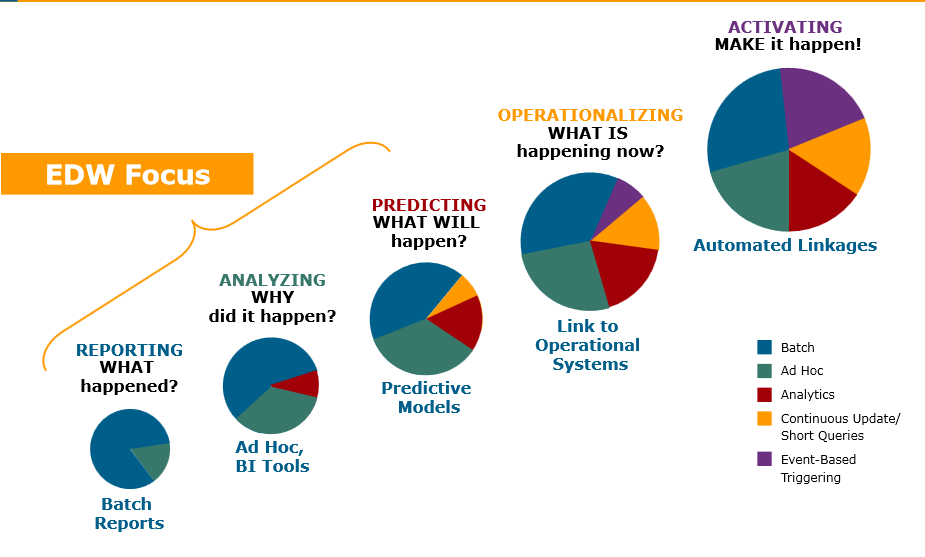 ACTIVATING
MAKE it happen!
OPERATIONALIZING
WHAT IS
happening now?
EDW Focus
PREDICTING
WHAT WILL
happen?
Automated Linkages
ANALYZING
WHY
did it happen?
Link to
Operational
Systems
REPORTING
WHAT
happened?
Predictive
Models
Ad Hoc,
BI Tools
Batch
Reports
Batch
Ad Hoc
Analytics
Continuous Update/
Short Queries
Event-Based
Triggering